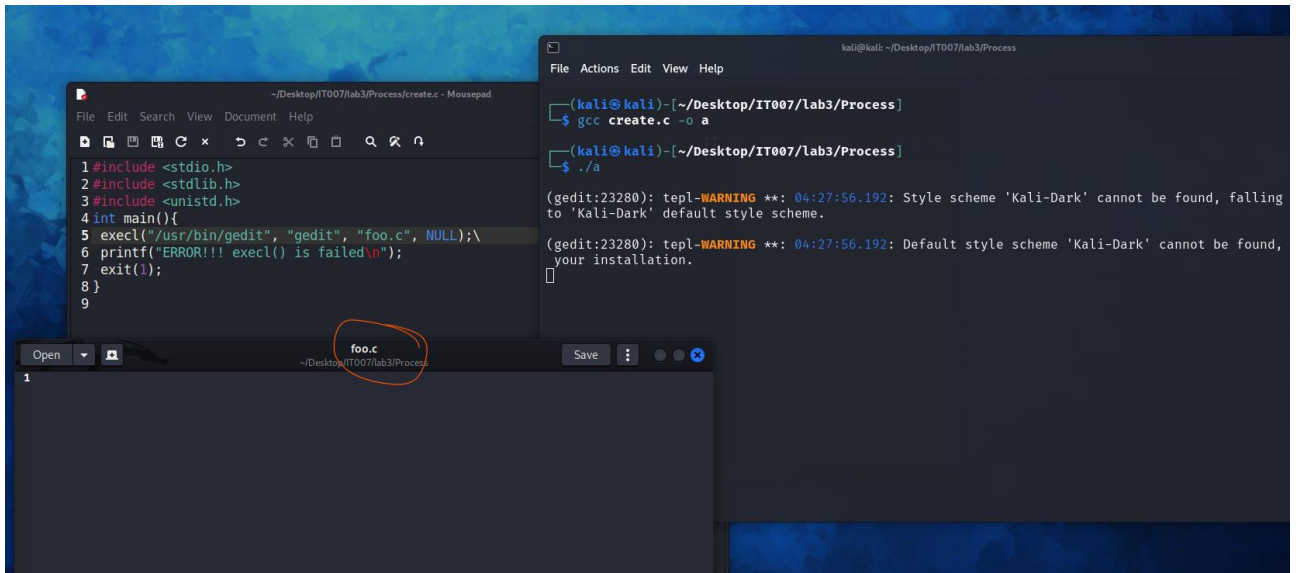 ~/Desktop/IT007/lab3/Process/create.c - Mousepad
File Edit Search View Document Help
1 #include <stdio.h>
2 #include <stdlib.h>
3 #include <unistd.h>
4 int main(){
5 execl("/usr/bin/gedit", "gedit", "foo.c", NULL);\
6 printf("ERROR!!! execl() is failed\n");
7 exit(1);
8 }
9
kali@kali: ~/Desktop/IT007/lab3/Process
File Actions Edit View Help
┌──(kali㉿kali)-[~/Desktop/IT007/lab3/Process]
└─$ gcc create.c -o a
┌──(kali㉿kali)-[~/Desktop/IT007/lab3/Process]
└─$ ./a
(gedit:23280): tepl-WARNING **: 04:27:56.192: Style scheme 'Kali-Dark' cannot be found, falling
to 'Kali-Dark' default style scheme.
(gedit:23280): tepl-WARNING **: 04:27:56.192: Default style scheme 'Kali-Dark' cannot be found,
your installation.
Open
foo.c
~/Desktop/IT007/lab3/Process
Save
1